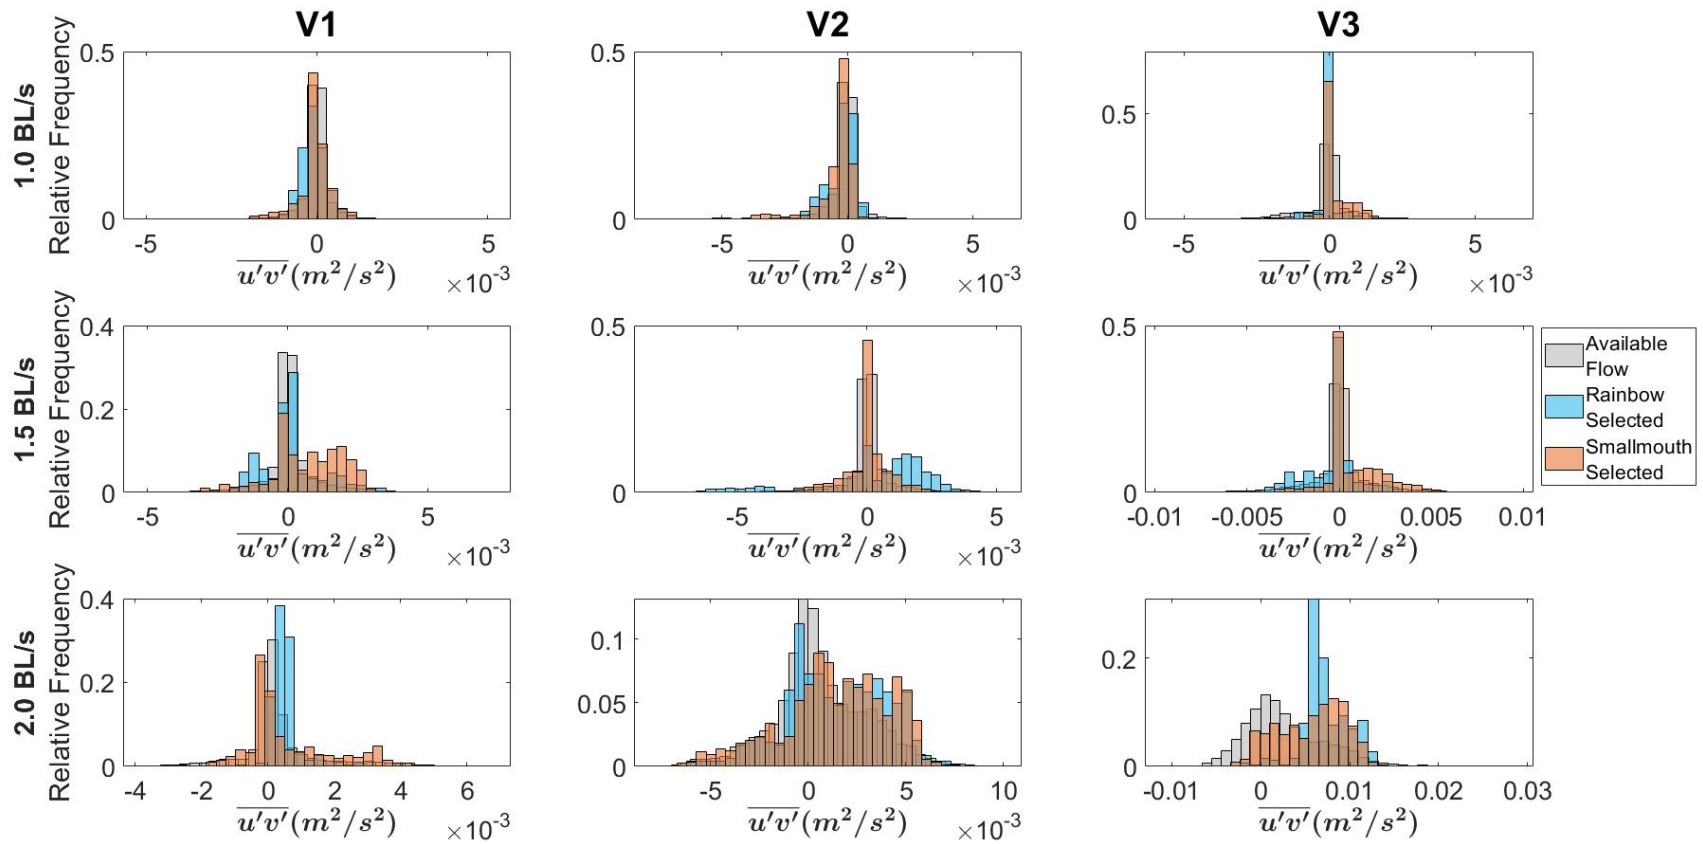 V1 V2 V3
1.0 BL/s
Relative Frequency
0.5 0 -5 0 5
u'v'(m²/s²) ×10⁻³
0.5 0 -5 0 5
u'v'(m²/s²) ×10⁻³
0.5 0 -5 0 5
u'v'(m²/s²) ×10⁻³
1.5 BL/s
Relative Frequency
0.4 0.2 0 -5 0 5
u'v'(m²/s²) ×10⁻³
0.5 0 -5 0 5
u'v'(m²/s²) ×10⁻³
0.5 0 -0.01 -0.005 0 0.005 0.01
u'v'(m²/s²)
Available
Flow
Rainbow
Selected
Smallmouth
Selected
2.0 BL/s
Relative Frequency
0.4 0.2 0 -4 -2 0 2 4 6
u'v'(m²/s²) ×10⁻³
0.1 0.05 0 -5 0 5 10
u'v'(m²/s²) ×10⁻³
0.2 0 -0.01 0 0.01 0.02 0.03
u'v'(m²/s²)